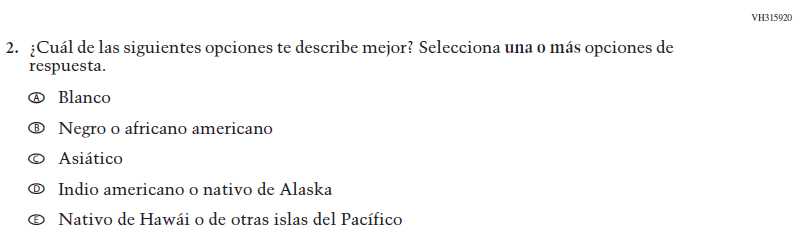 VH315920
2. ¿Cuál de las siguientes opciones te describe mejor? Selecciona una o más opciones de
respuesta.
A Blanco
B Negro o africano americano
C Asiático
D Indio americano o nativo de Alaska
E Nativo de Hawái o de otras islas del Pacífico